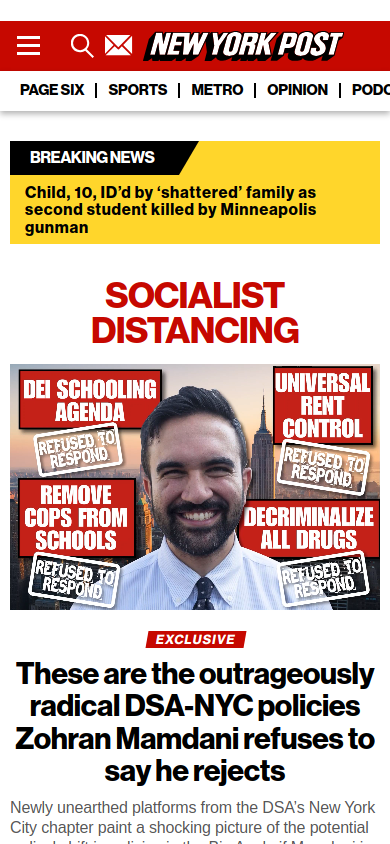 NEW YORK POST
PAGE SIX
SPORTS
METRO
OPINION
PODC
BREAKING NEWS
Child, 10, ID’d by ‘shattered’ family as
second student killed by Minneapolis
gunman
SOCIALIST
DISTANCING
DEI SCHOOLING
AGENDA
REFUSED TO
RESPOND
UNIVERSAL
RENT
CONTROL
REFUSED TO
RESPOND
REMOVE
COPS FROM
SCHOOLS
REFUSED TO
RESPOND
DECRIMINALIZE
ALL DRUGS
REFUSED TO
RESPOND
EXCLUSIVE
These are the outrageously
radical DSA-NYC policies
Zohran Mamdani refuses to
say he rejects
Newly unearthed platforms from the DSA’s New York
City chapter paint a shocking picture of the potential